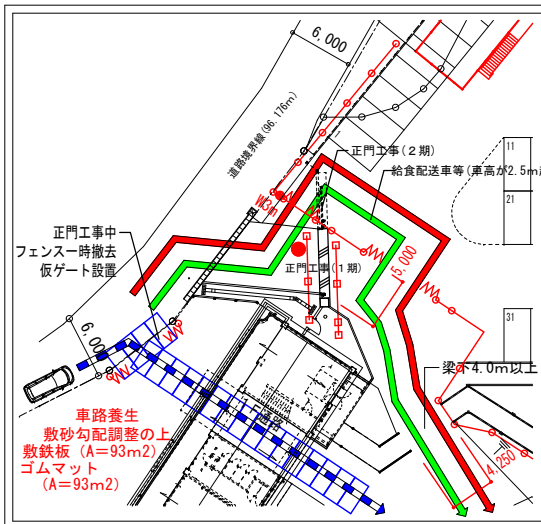 6,000
道路境界線(96.176m)
正門工事(2期)
給食配送車等(車高が2.5m
11
21
W3m
正門工事中
フェンス一時撤去
仮ゲート設置
正門工事(1期)
5,000
31
6,000
梁下4.0m以上
車路養生
敷砂勾配調整の上
敷鉄板(A=93m2)
ゴムマット
(A=93m2)
4,250